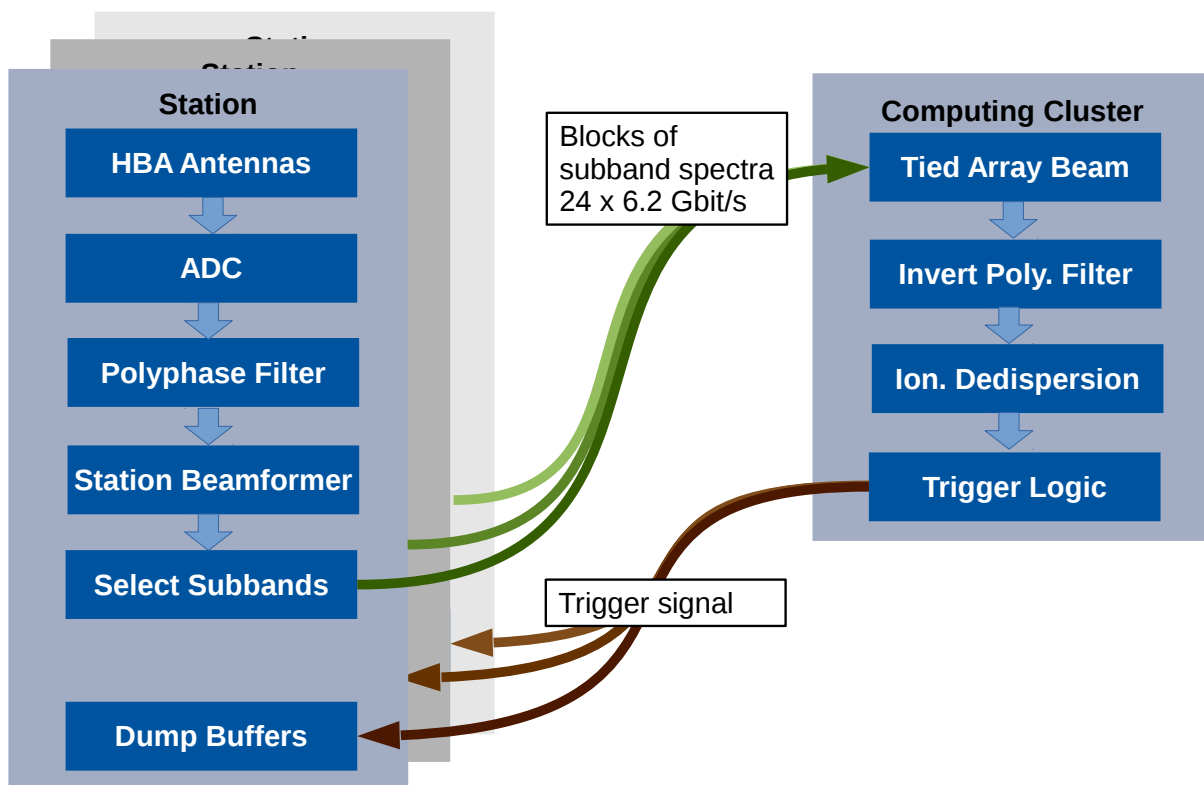 Station
HBA Antennas
ADC
Polyphase Filter
Station Beamformer
Select Subbands
Dump Buffers
Blocks of
subband spectra
24 x 6.2 Gbit/s
Trigger signal
Computing Cluster
Tied Array Beam
Invert Poly. Filter
Ion. Dedispersion
Trigger Logic